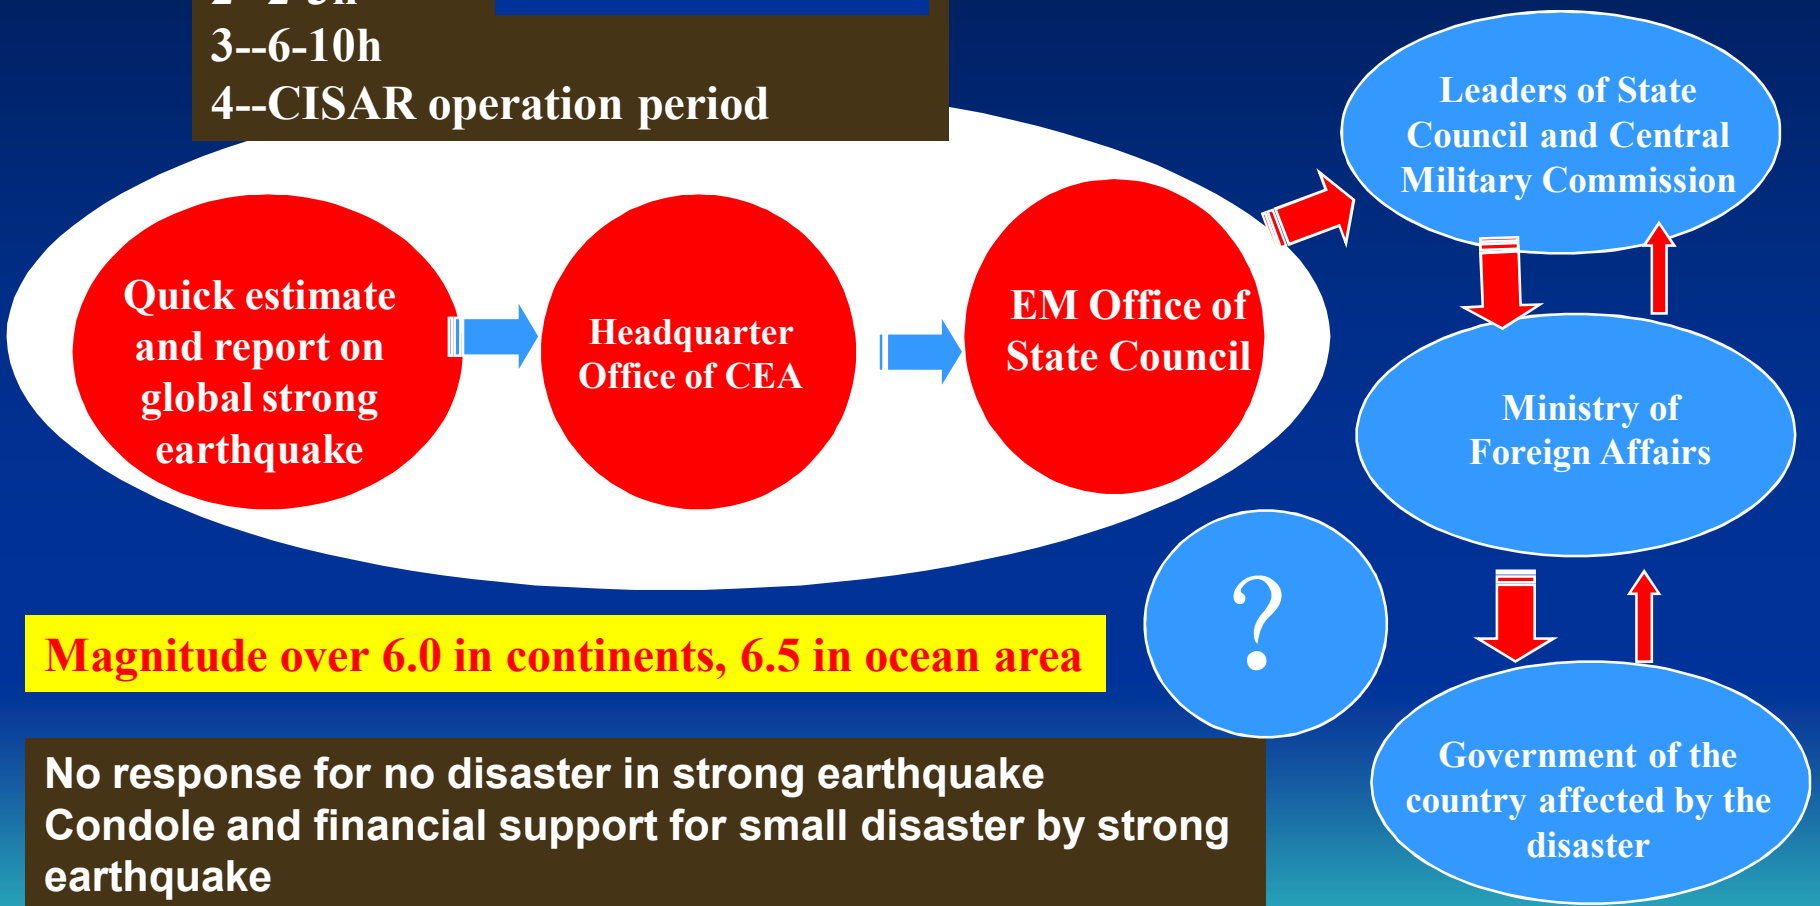 3--6-10h
4--CISAR operation period
Leaders of State
Council and Central
Military Commission
Quick estimate
and report on
global strong
earthquake
Headquarter
Office of CEA
EM Office of
State Council
Ministry of
Foreign Affairs
?
Magnitude over 6.0 in continents, 6.5 in ocean area
No response for no disaster in strong earthquake
Condole and financial support for small disaster by strong
earthquake
Government of the
country affected by the
disaster